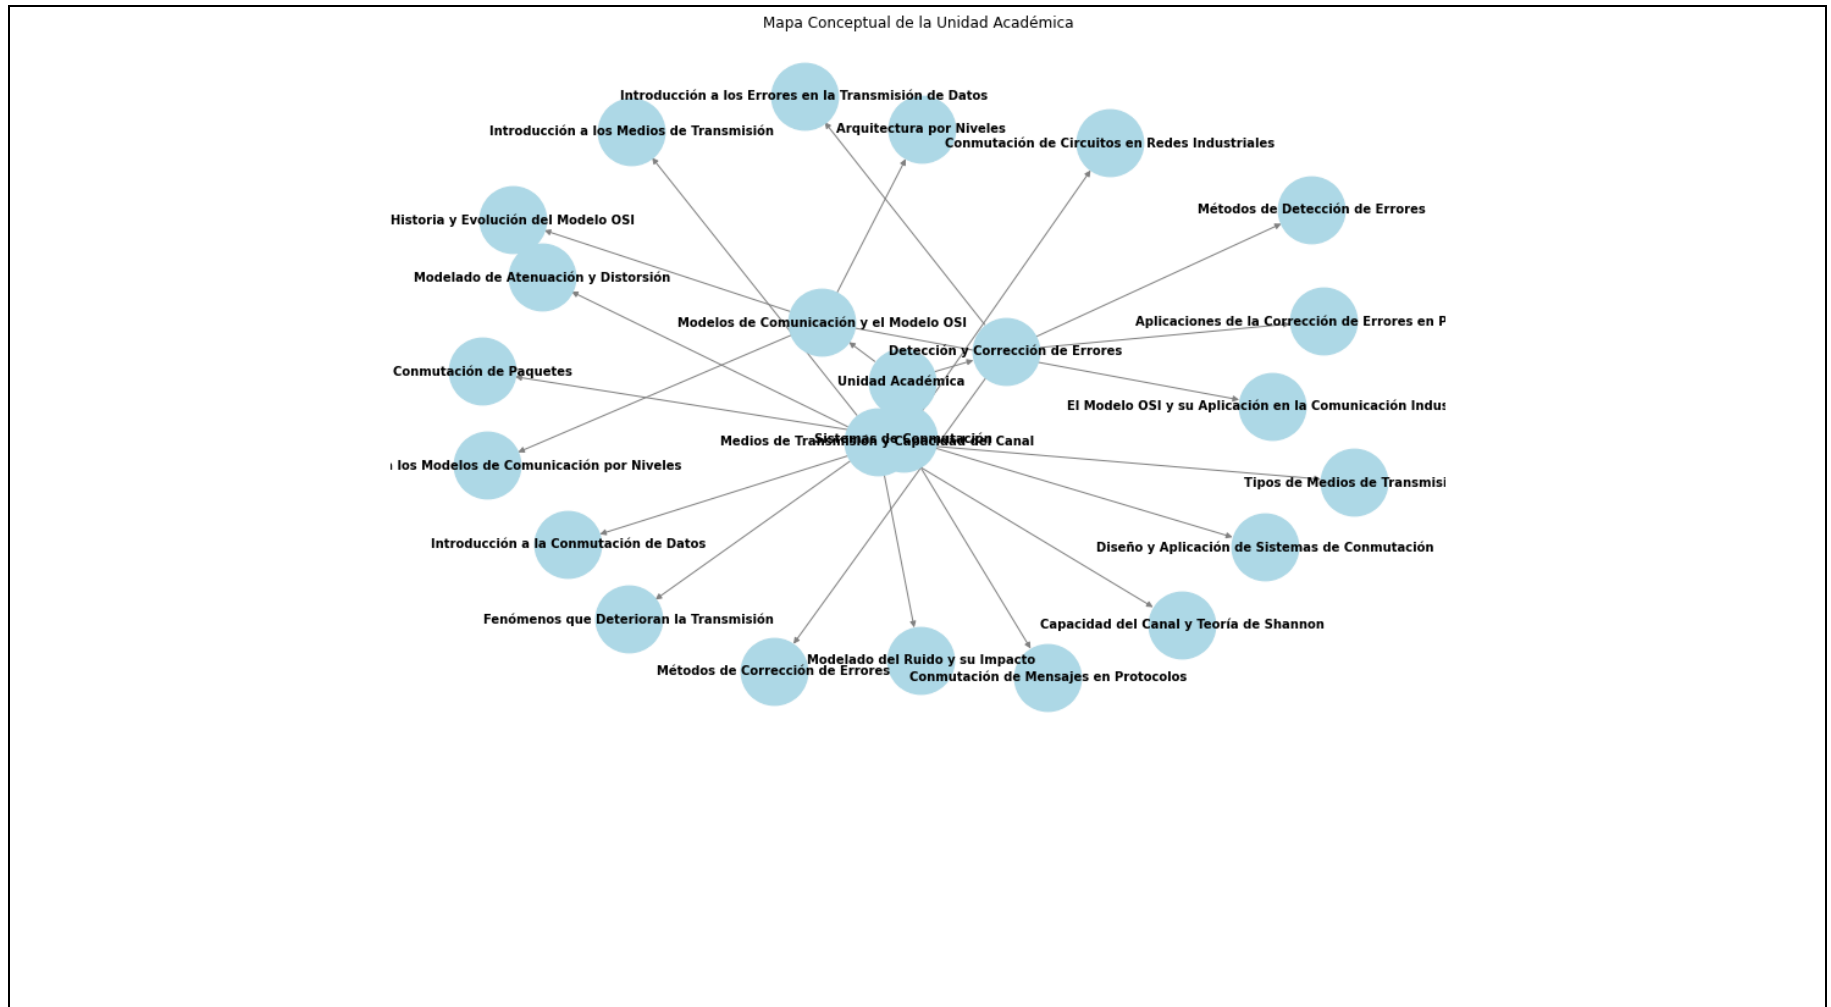 Mapa Conceptual de la Unidad Académica
Introducción a los Errores en la Transmisión de Datos
Arquitectura por Niveles
Introducción a los Medios de Transmisión
Conmutación de Circuitos en Redes Industriales
Métodos de Detección de Errores
Historia y Evolución del Modelo OSI
Modelado de Atenuación y Distorsión
Modelos de Comunicación y el Modelo OSI
Aplicaciones de la Corrección de Errores en P
Detección y Corrección de Errores
Conmutación de Paquetes
Unidad Académica
El Modelo OSI y su Aplicación en la Comunicación Indus
Sistemas de Conmutación
Medios de Transmisión y Capacidad del Canal
los Modelos de Comunicación por Niveles
Tipos de Medios de Transmisi
Introducción a la Conmutación de Datos
Diseño y Aplicación de Sistemas de Conmutación
Fenómenos que Deterioran la Transmisión
Capacidad del Canal y Teoría de Shannon
Modelado del Ruido y su Impacto
Métodos de Corrección de Errores
Conmutación de Mensajes en Protocolos